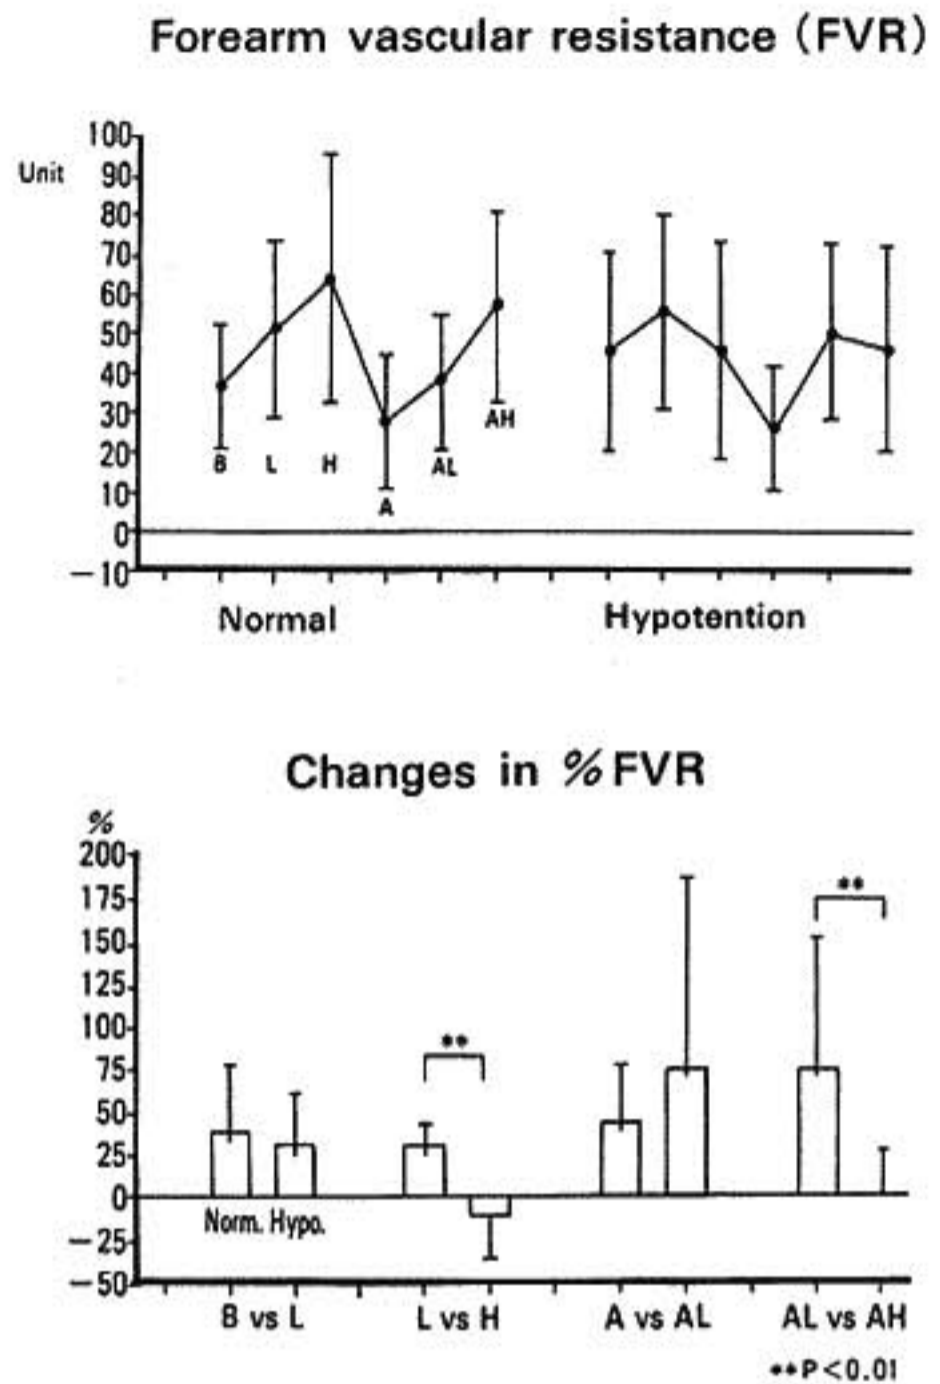 Forearm vascular resistance (FVR)
Unit
100
90
80
70
60
50
40
30
20
10
0
−10
B
L
H
A
AL
AH
Normal
Hypotention
Changes in %FVR
%
200
175
150
125
100
75
50
25
0
−25
−50
**
**
Norm. Hypo.
B vs L
L vs H
A vs AL
AL vs AH
**P<0.01